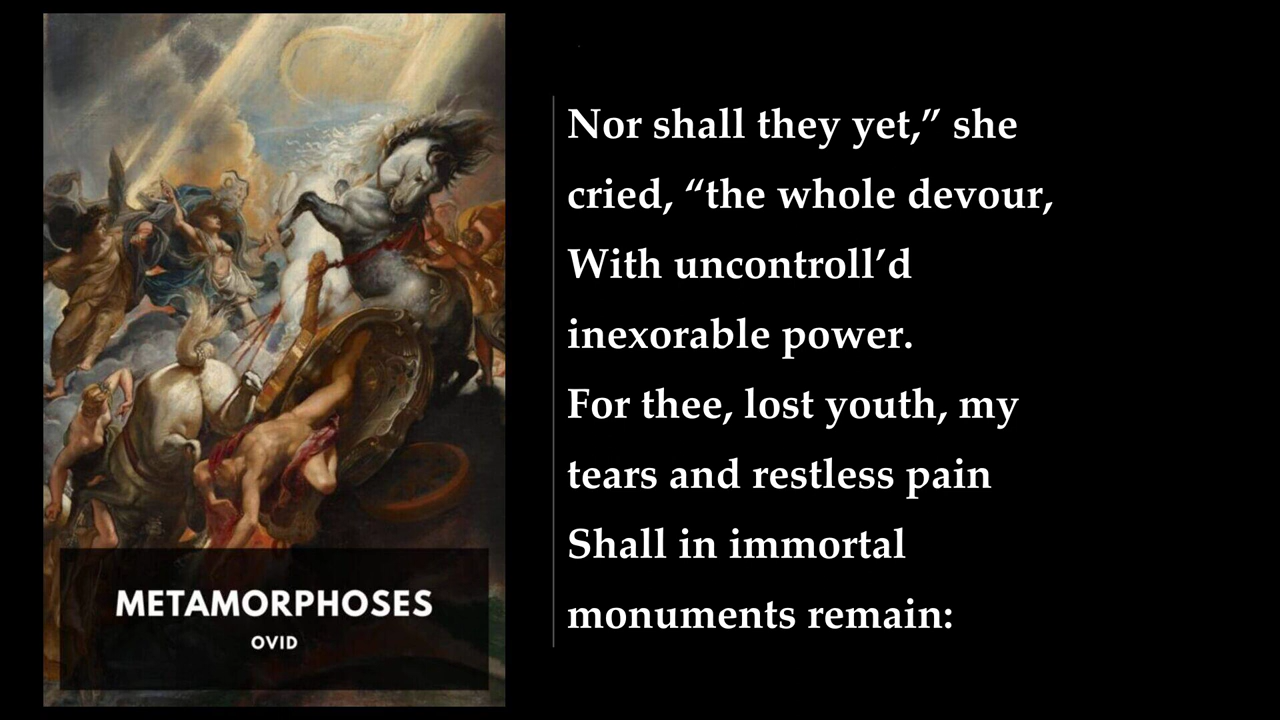 METAMORPHOSES
OVID
Nor shall they yet,” she
cried, “the whole devour,
With uncontroll’d
inexorable power.
For thee, lost youth, my
tears and restless pain
Shall in immortal
monuments remain: